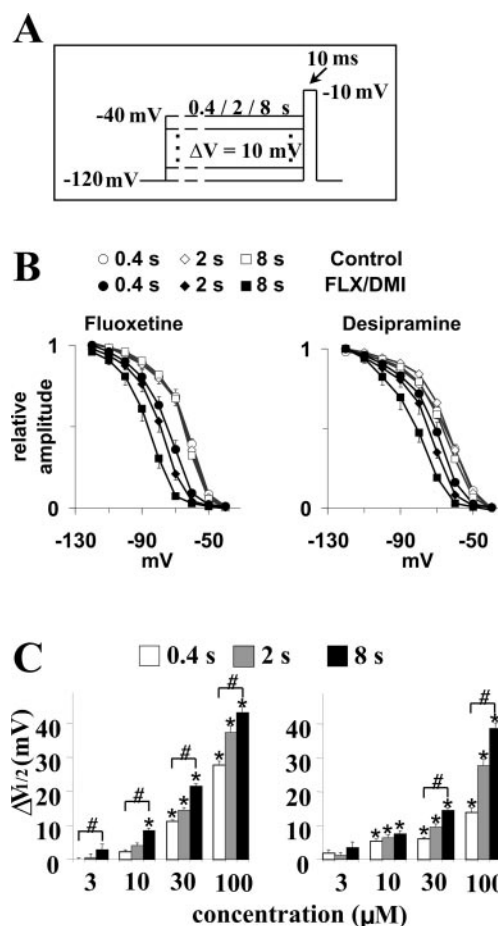 A
10 ms
-40 mV 0.4 / 2 / 8 s -10 mV
ΔV = 10 mV
-120 mV
B ○ 0.4 s ◇ 2 s □ 8 s Control
● 0.4 s ◆ 2 s ■ 8 s FLX/DMI
Fluoxetine Desipramine
relative amplitude
1 1
0 0
-130 -90 -50 -130 -90 -50
mV mV
C 0.4 s 2 s 8 s
ΔV1/2 (mV)
40 40
30 30
20 20
10 10
0 0
# # # # # #
* * * * * * * * * * * * * * * *
3 10 30 100 3 10 30 100
concentration (µM)